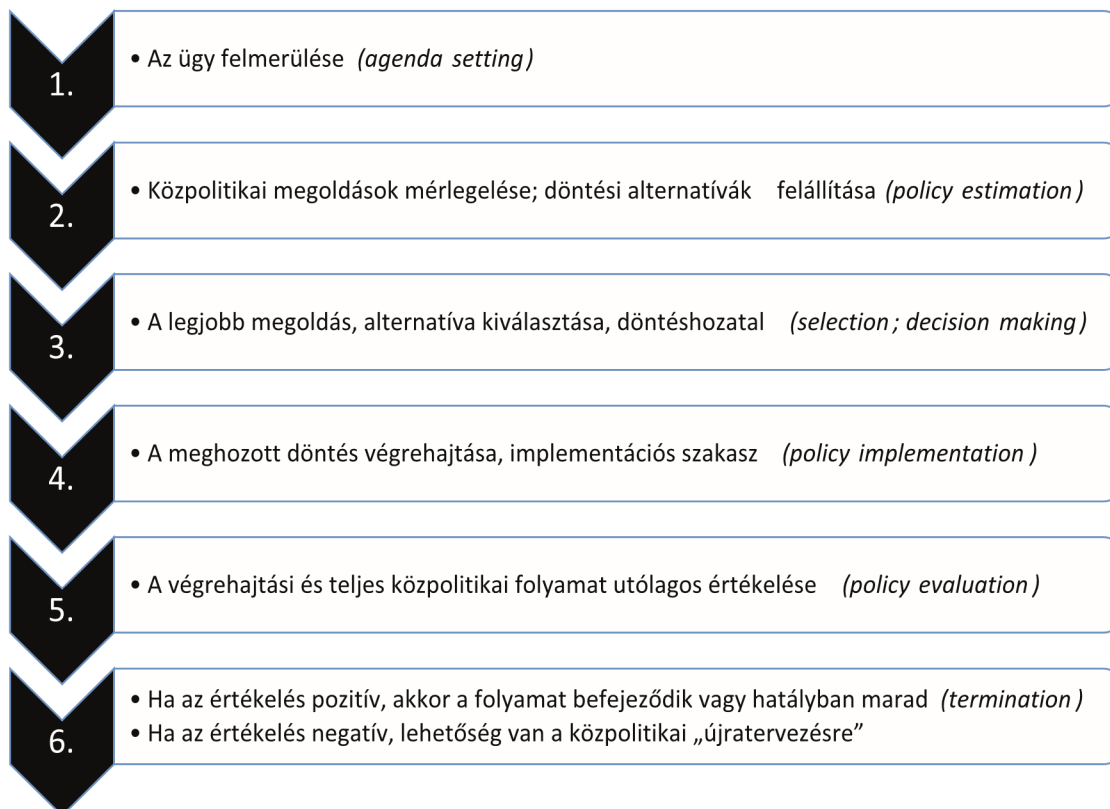 1.
• Az ügy felmerülése (agenda setting)
2.
• Közpolitikai megoldások mérlegelése; döntési alternatívák felállítása (policy estimation)
3.
• A legjobb megoldás, alternatíva kiválasztása, döntéshozatal (selection; decision making)
4.
• A meghozott döntés végrehajtása, implementációs szakasz (policy implementation)
5.
• A végrehajtási és teljes közpolitikai folyamat utólagos értékelése (policy evaluation)
6.
• Ha az értékelés pozitív, akkor a folyamat befejeződik vagy hatályban marad (termination)
• Ha az értékelés negatív, lehetőség van a közpolitikai „újratervezésre”